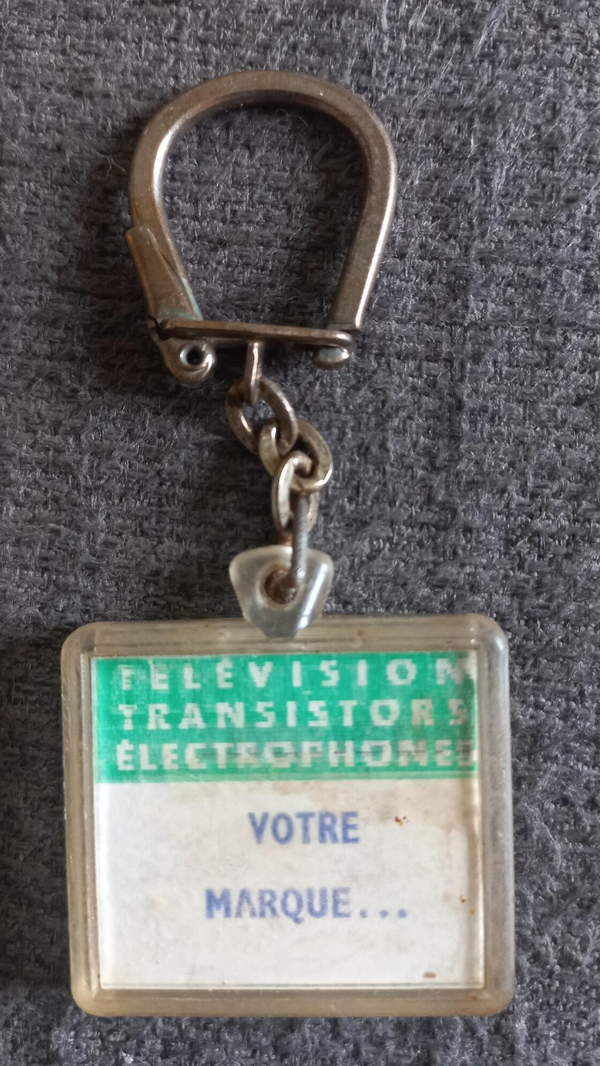 TÉLÉVISION
TRANSISTORS
ÉLECTROPHONES
VOTRE
MARQUE...